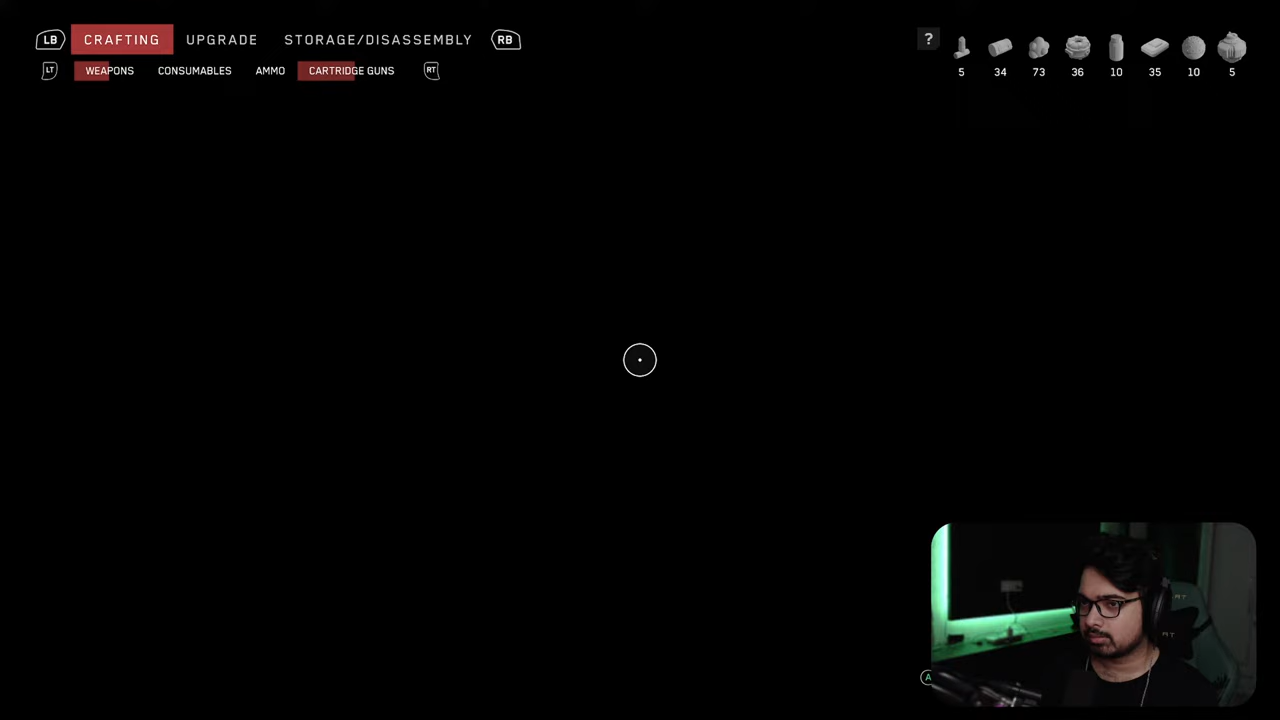 LB CRAFTING UPGRADE STORAGE/DISASSEMBLY RB
LT WEAPONS CONSUMABLES AMMO CARTRIDGE GUNS RT
?
5 34 73 36 10 35 10 5
A